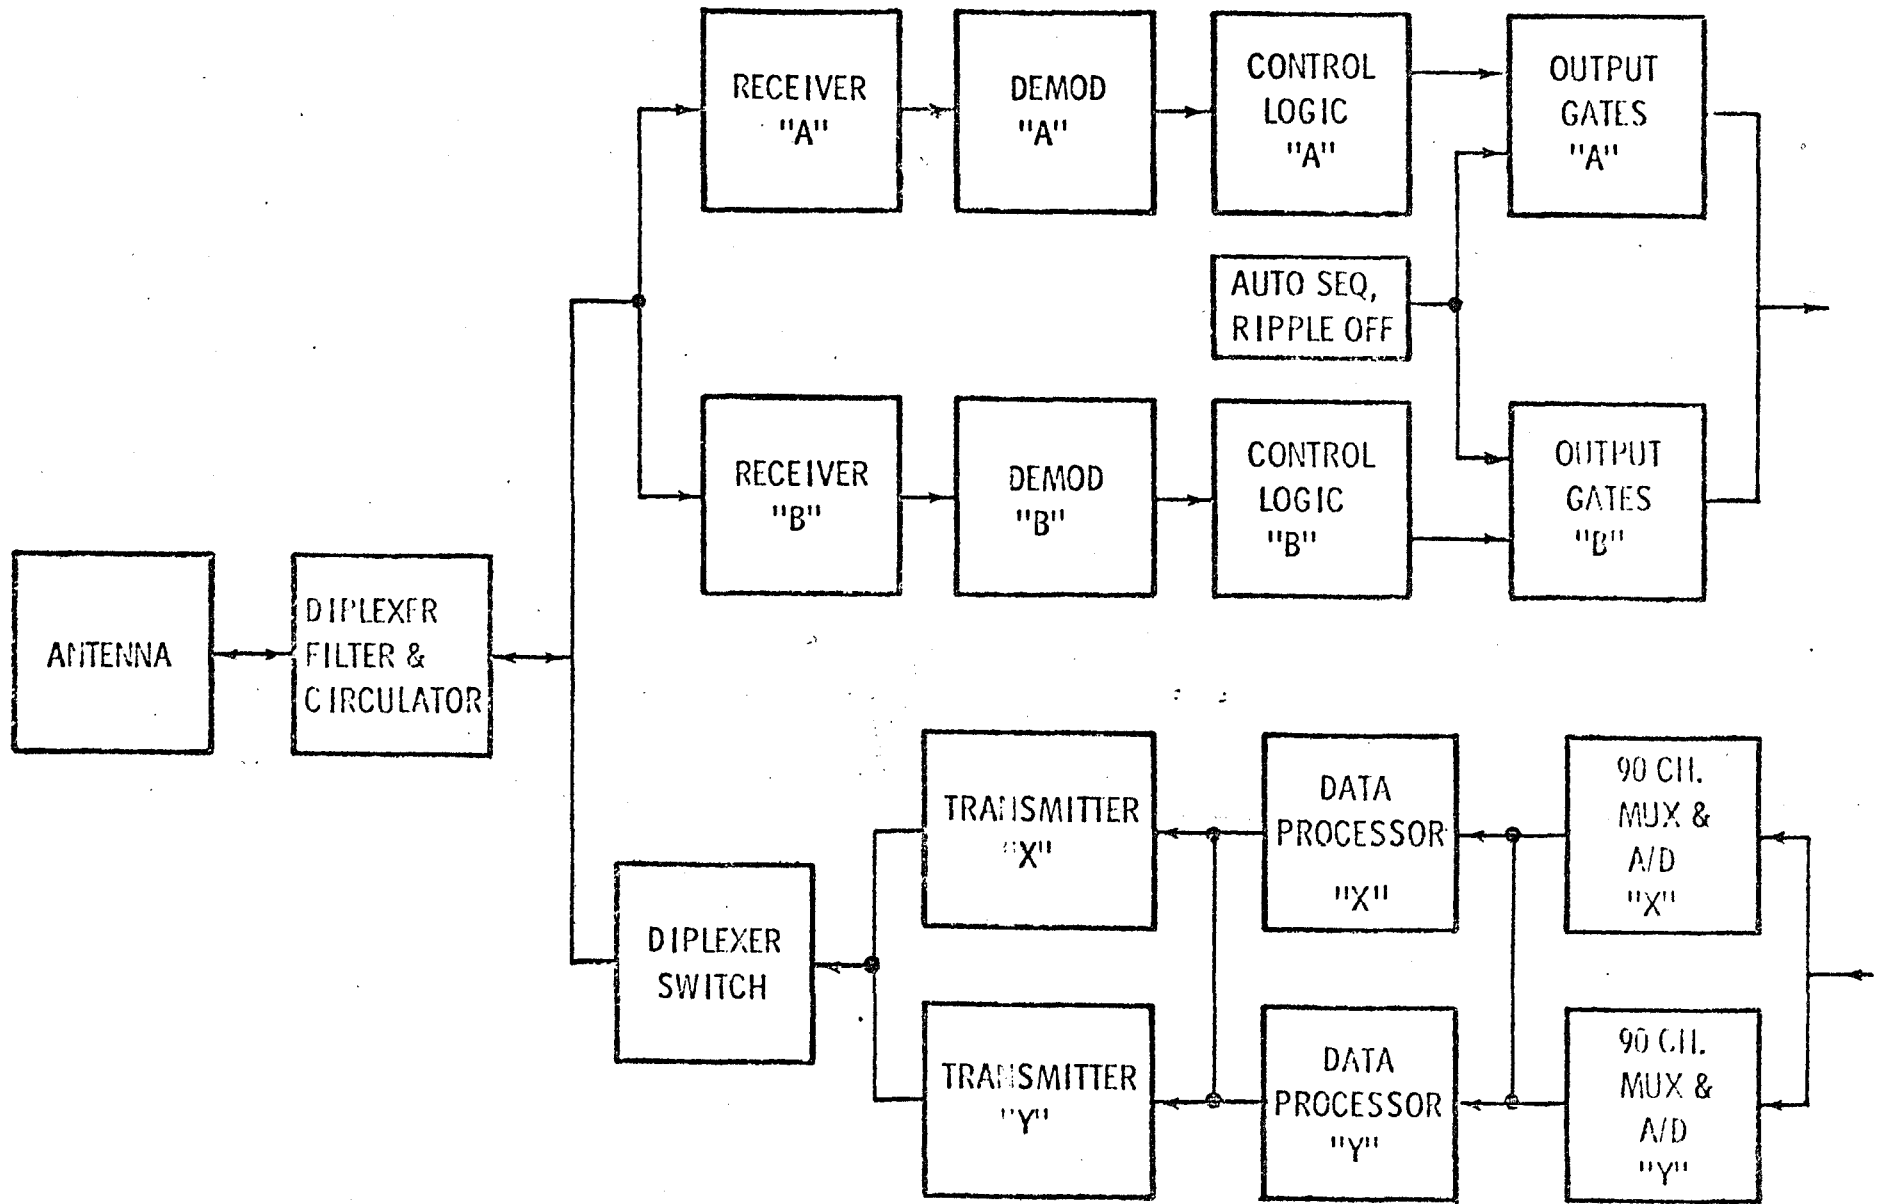 RECEIVER
"A"
DEMOD
"A"
CONTROL
LOGIC
"A"
OUTPUT
GATES
"A"
AUTO SEQ,
RIPPLE OFF
RECEIVER
"B"
DEMOD
"B"
CONTROL
LOGIC
"B"
OUTPUT
GATES
"B"
ANTENNA
DIPLEXER
FILTER &
CIRCULATOR
DIPLEXER
SWITCH
TRANSMITTER
"X"
DATA
PROCESSOR
"X"
90 CH.
MUX &
A/D
"X"
TRANSMITTER
"Y"
DATA
PROCESSOR
"Y"
90 CH.
MUX &
A/D
"Y"